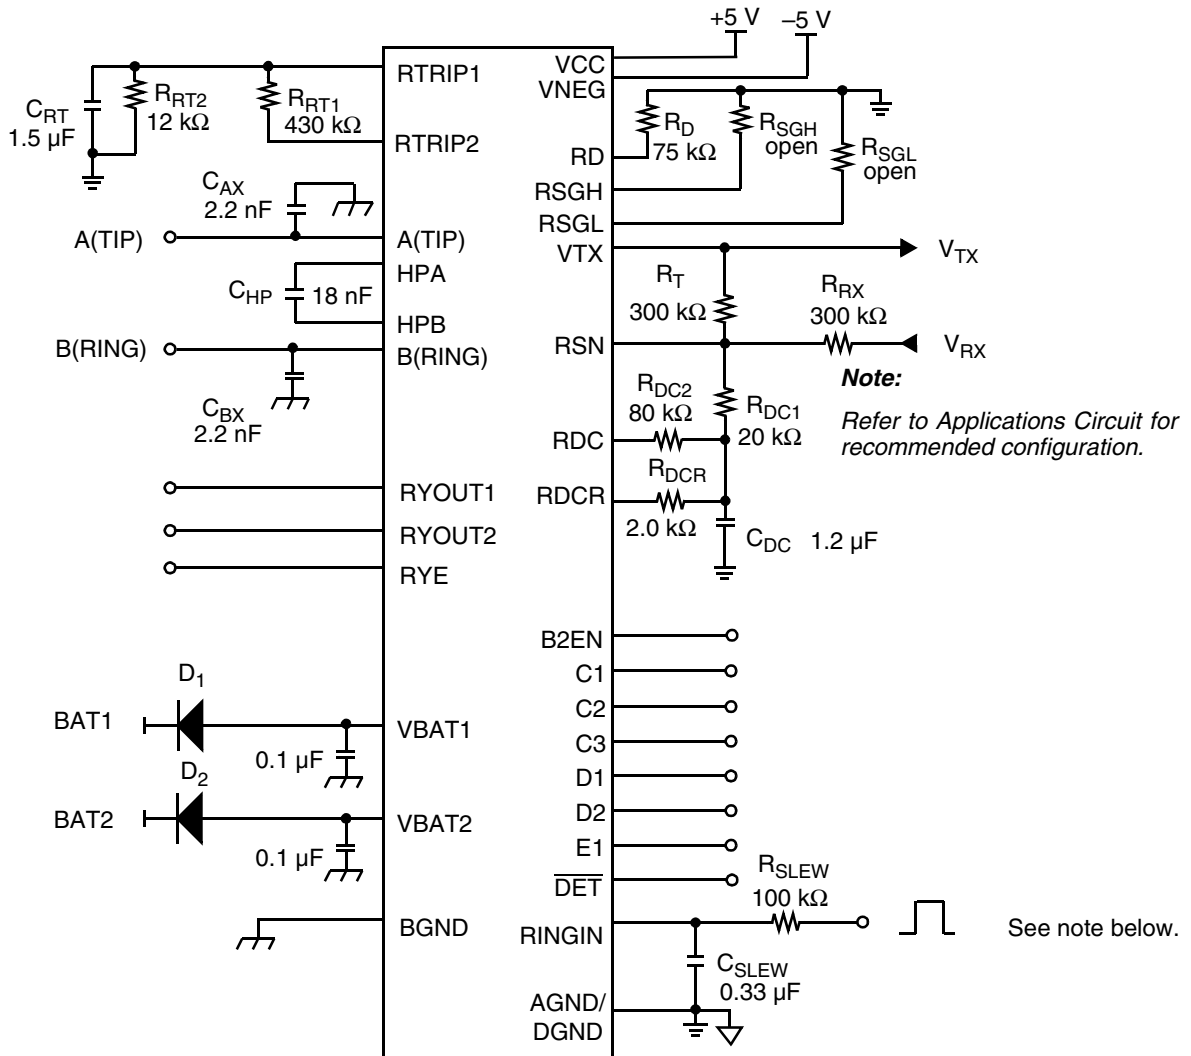 +5 V
–5 V
RTRIP1
VCC
VNEG
C_RT
1.5 µF
R_RT2
12 kΩ
R_RT1
430 kΩ
RTRIP2
R_D
75 kΩ
R_SGH
open
R_SGL
open
RD
RSGH
RSGL
C_AX
2.2 nF
A(TIP)
A(TIP)
VTX
V_TX
HPA
C_HP
18 nF
HPB
R_T
300 kΩ
R_RX
300 kΩ
B(RING)
B(RING)
RSN
V_RX
C_BX
2.2 nF
Note:
Refer to Applications Circuit for
recommended configuration.
R_DC2
80 kΩ
R_DC1
20 kΩ
RDC
R_DCR
RDCR
2.0 kΩ
C_DC 1.2 µF
RYOUT1
RYOUT2
RYE
B2EN
C1
C2
C3
D1
D2
E1
DET
D_1
BAT1
VBAT1
0.1 µF
D_2
BAT2
VBAT2
0.1 µF
BGND
R_SLEW
100 kΩ
RINGIN
See note below.
C_SLEW
0.33 µF
AGND/
DGND